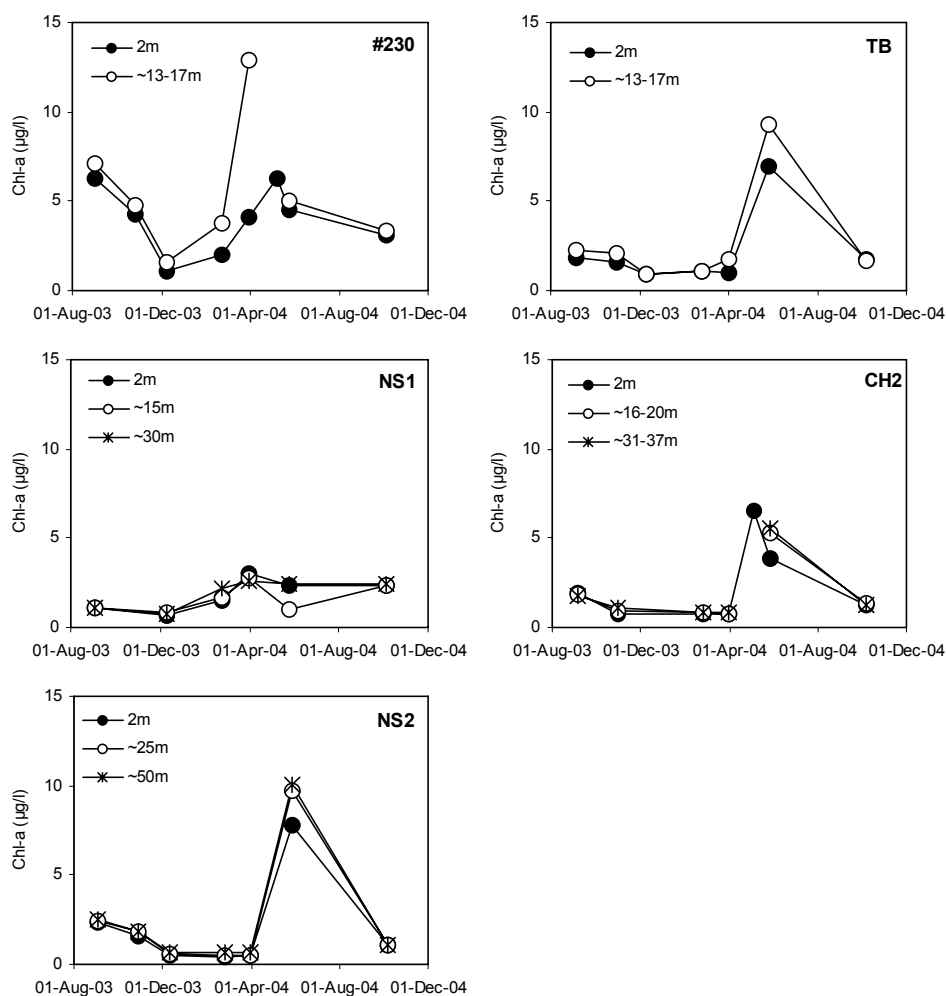 #230
2m
~13-17m
15
10
5
0
Chl-a (µg/l)
01-Aug-03 01-Dec-03 01-Apr-04 01-Aug-04 01-Dec-04
TB
2m
~13-17m
15
10
5
0
Chl-a (µg/l)
01-Aug-03 01-Dec-03 01-Apr-04 01-Aug-04 01-Dec-04
NS1
2m
~15m
~30m
15
10
5
0
Chl-a (µg/l)
01-Aug-03 01-Dec-03 01-Apr-04 01-Aug-04 01-Dec-04
CH2
2m
~16-20m
~31-37m
15
10
5
0
Chl-a (µg/l)
01-Aug-03 01-Dec-03 01-Apr-04 01-Aug-04 01-Dec-04
NS2
2m
~25m
~50m
15
10
5
0
Chl-a (µg/l)
01-Aug-03 01-Dec-03 01-Apr-04 01-Aug-04 01-Dec-04